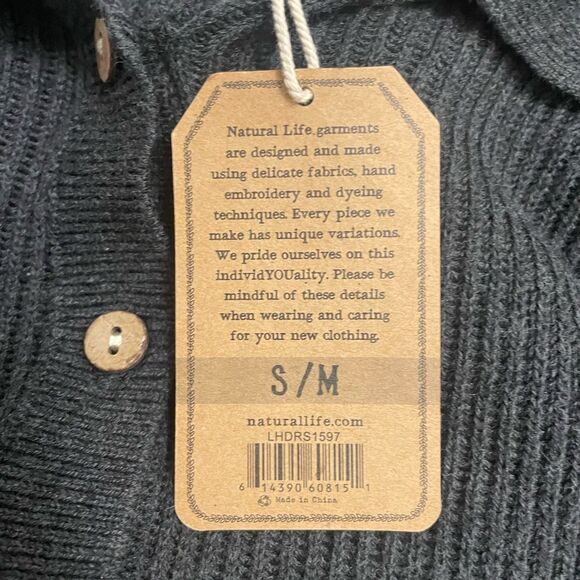 Natural Life garments
are designed and made
using delicate fabrics, hand
embroidery and dyeing
techniques. Every piece we
make has unique variations.
We pride ourselves on this
individYOUality. Please be
mindful of these details
when wearing and caring
for your new clothing.
S/M
naturallife.com
LHDRS1597
6 14390 60815 1
Made in China